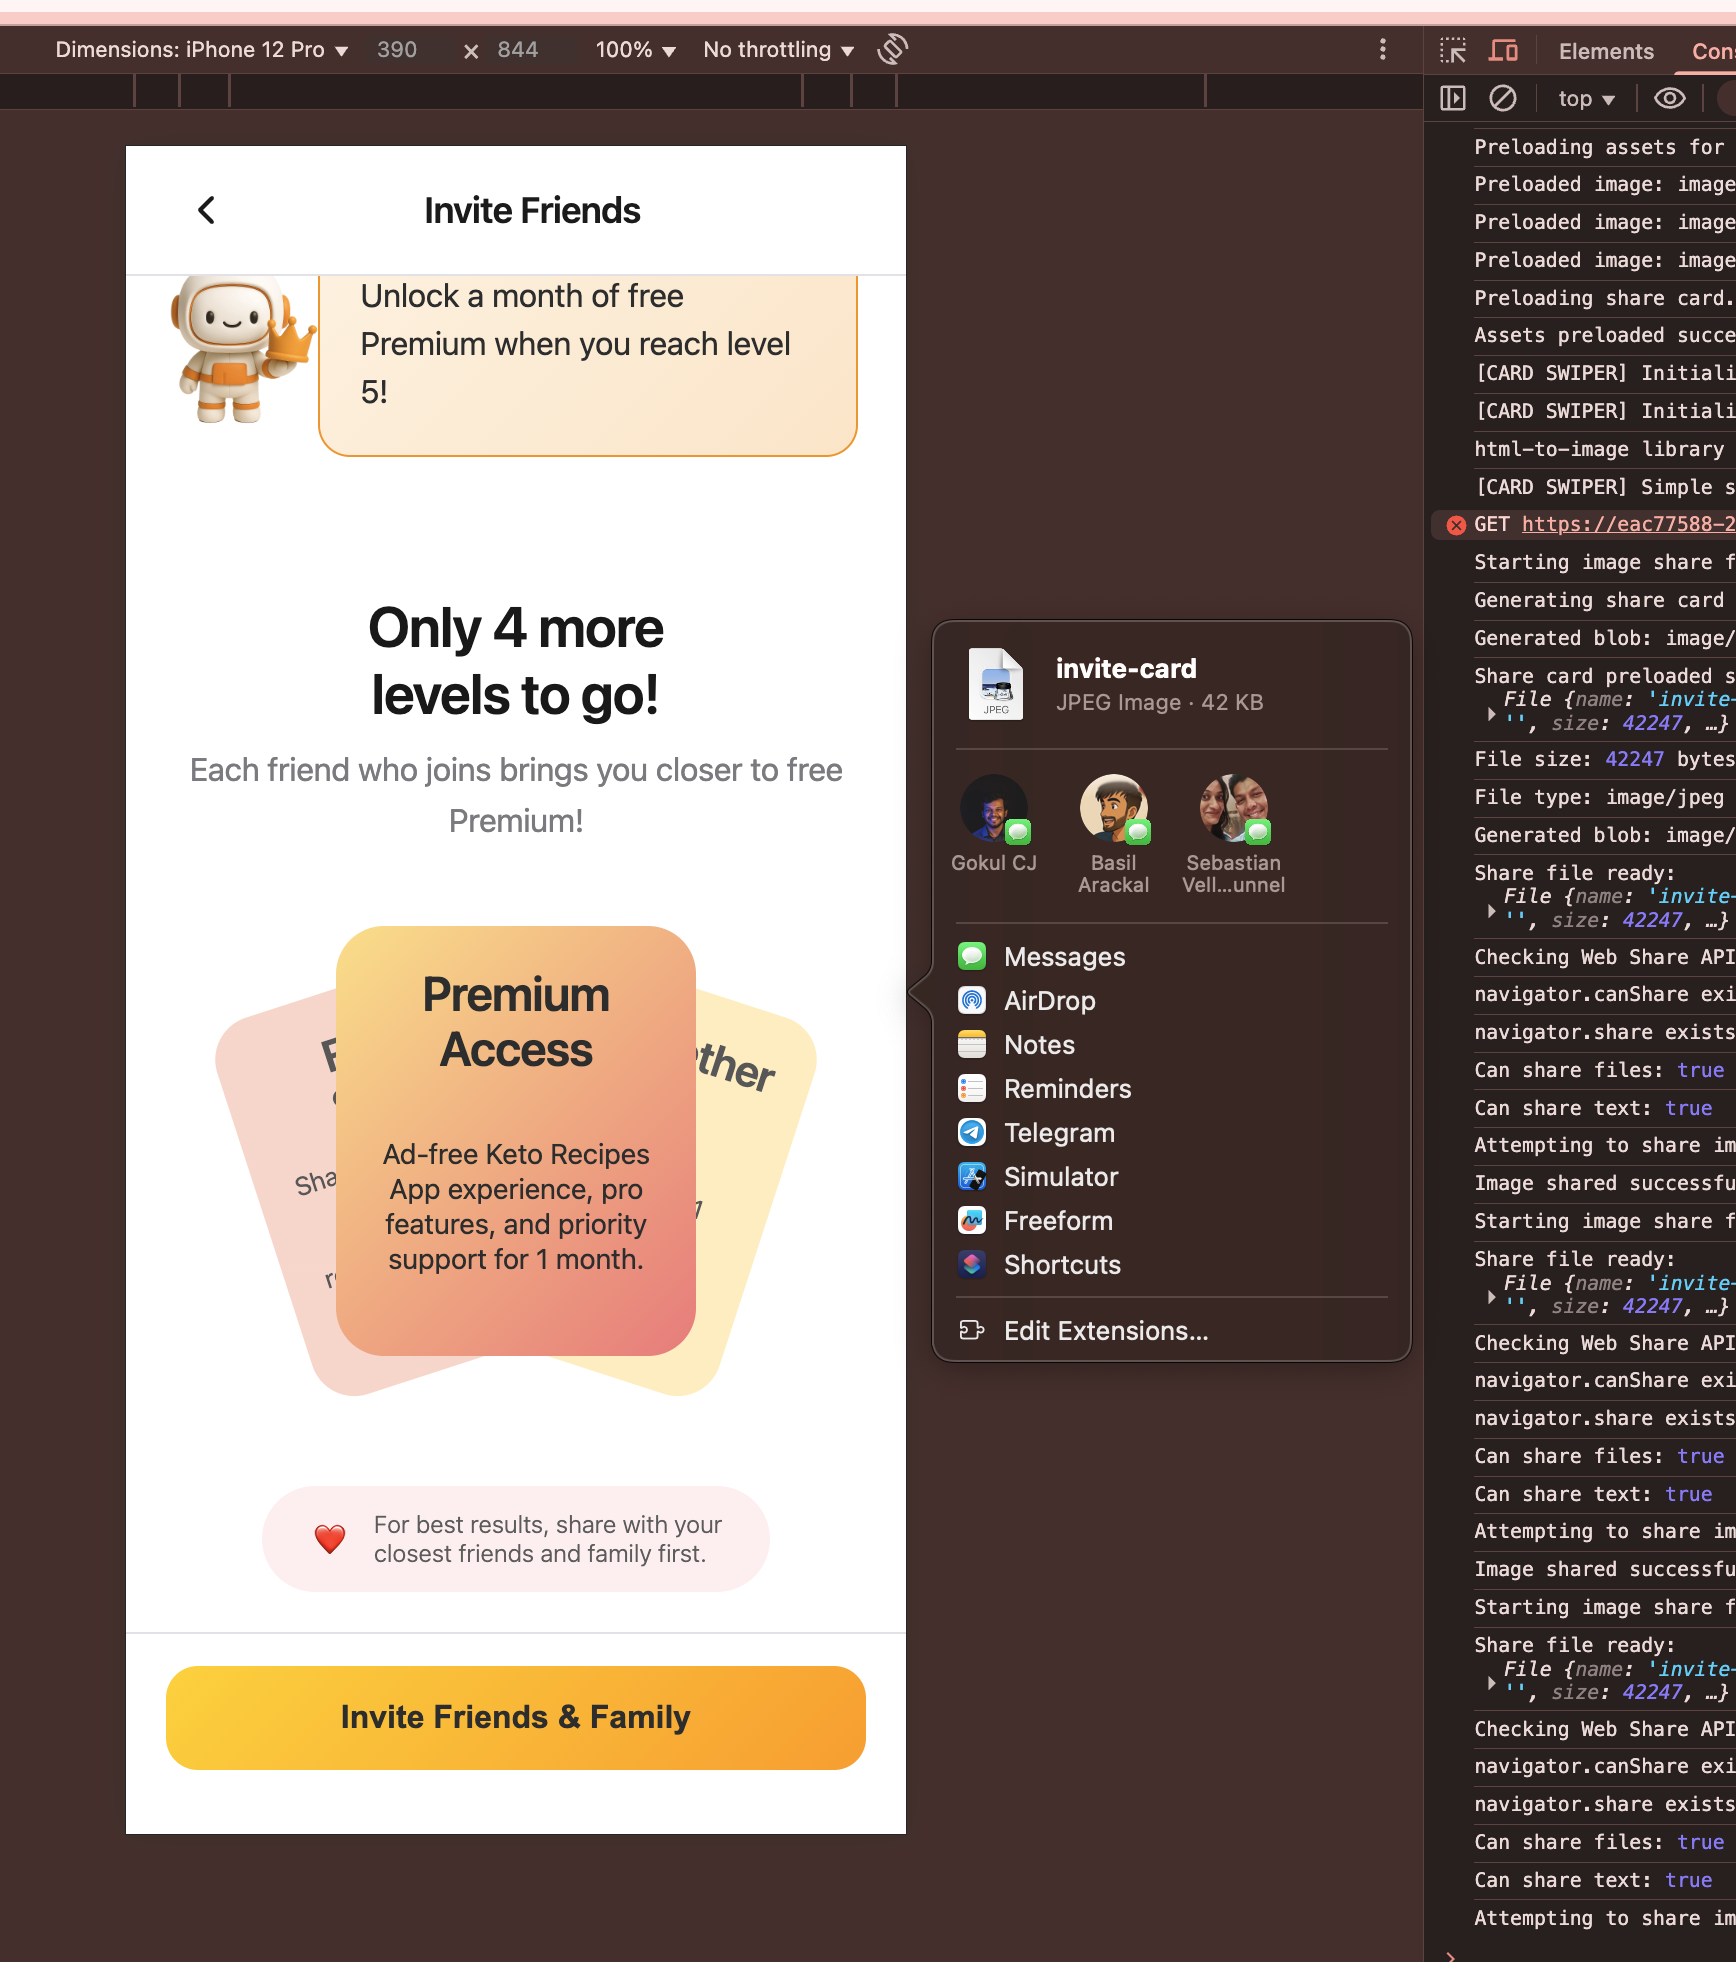 Dimensions: iPhone 12 Pro 390 × 844 100% No throttling
Elements Cons
top
Invite Friends
Unlock a month of free
Premium when you reach level
5!
Only 4 more
levels to go!
Each friend who joins brings you closer to free
Premium!
Premium
Access
Ad-free Keto Recipes
App experience, pro
features, and priority
support for 1 month.
ther
Sha
For best results, share with your
closest friends and family first.
Invite Friends & Family
invite-card
JPEG Image · 42 KB
JPEG
Gokul CJ
Basil
Arackal
Sebastian
Vell...unnel
Messages
AirDrop
Notes
Reminders
Telegram
Simulator
Freeform
Shortcuts
Edit Extensions...
Preloading assets for
Preloaded image: image
Preloaded image: image
Preloaded image: image
Preloading share card.
Assets preloaded succe
[CARD SWIPER] Initiali
[CARD SWIPER] Initiali
html-to-image library
[CARD SWIPER] Simple s
GET https://eac77588-2
Starting image share f
Generating share card
Generated blob: image/
Share card preloaded s
File {name: 'invite-
'', size: 42247, …}
File size: 42247 bytes
File type: image/jpeg
Generated blob: image/
Share file ready:
File {name: 'invite-
'', size: 42247, …}
Checking Web Share API
navigator.canShare exi
navigator.share exists
Can share files: true
Can share text: true
Attempting to share im
Image shared successfu
Starting image share f
Share file ready:
File {name: 'invite-
'', size: 42247, …}
Checking Web Share API
navigator.canShare exi
navigator.share exists
Can share files: true
Can share text: true
Attempting to share im
Image shared successfu
Starting image share f
Share file ready:
File {name: 'invite-
'', size: 42247, …}
Checking Web Share API
navigator.canShare exi
navigator.share exists
Can share files: true
Can share text: true
Attempting to share im